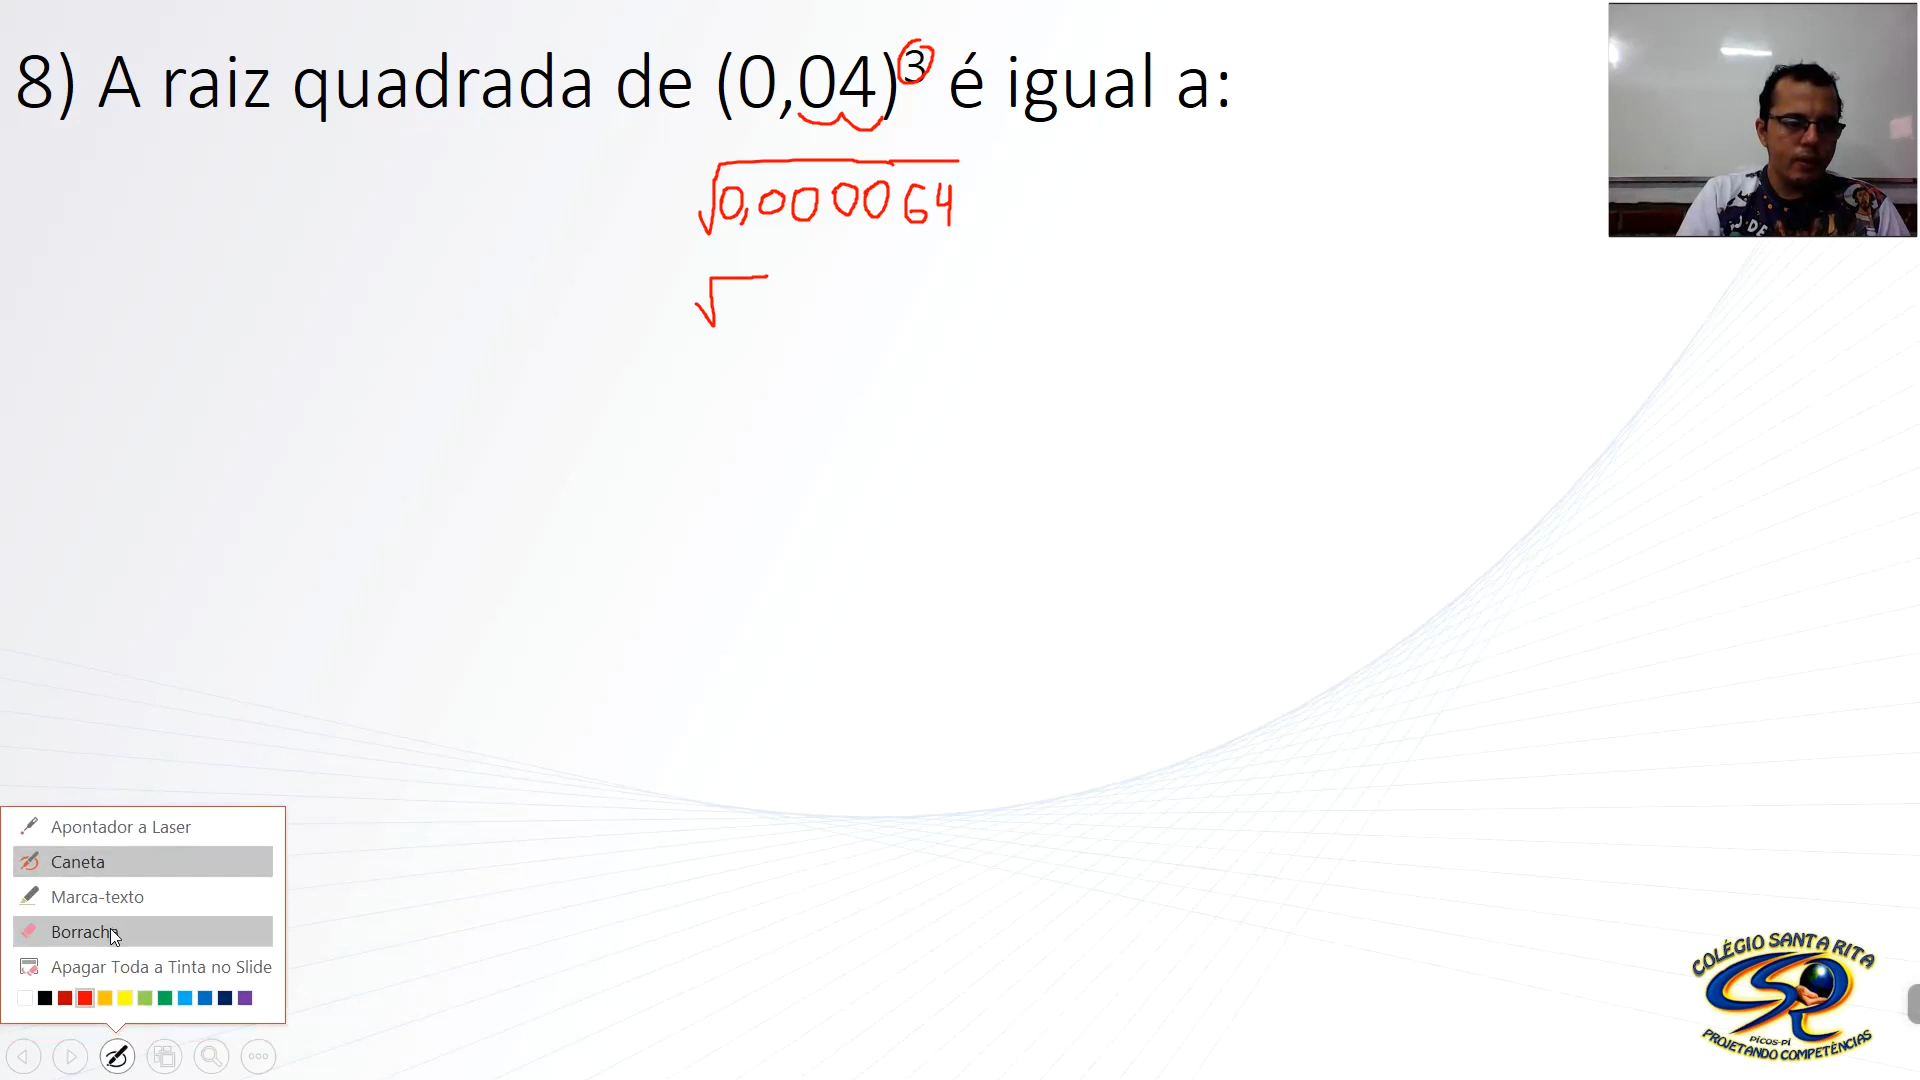 8) A raiz quadrada de (0,04)³ é igual a:
√0,000064
√
Apontador a Laser
Caneta
Marca-texto
Borracha
Apagar Toda a Tinta no Slide
COLÉGIO SANTA RITA
PICOS-PI
PROJETANDO COMPETÊNCIAS